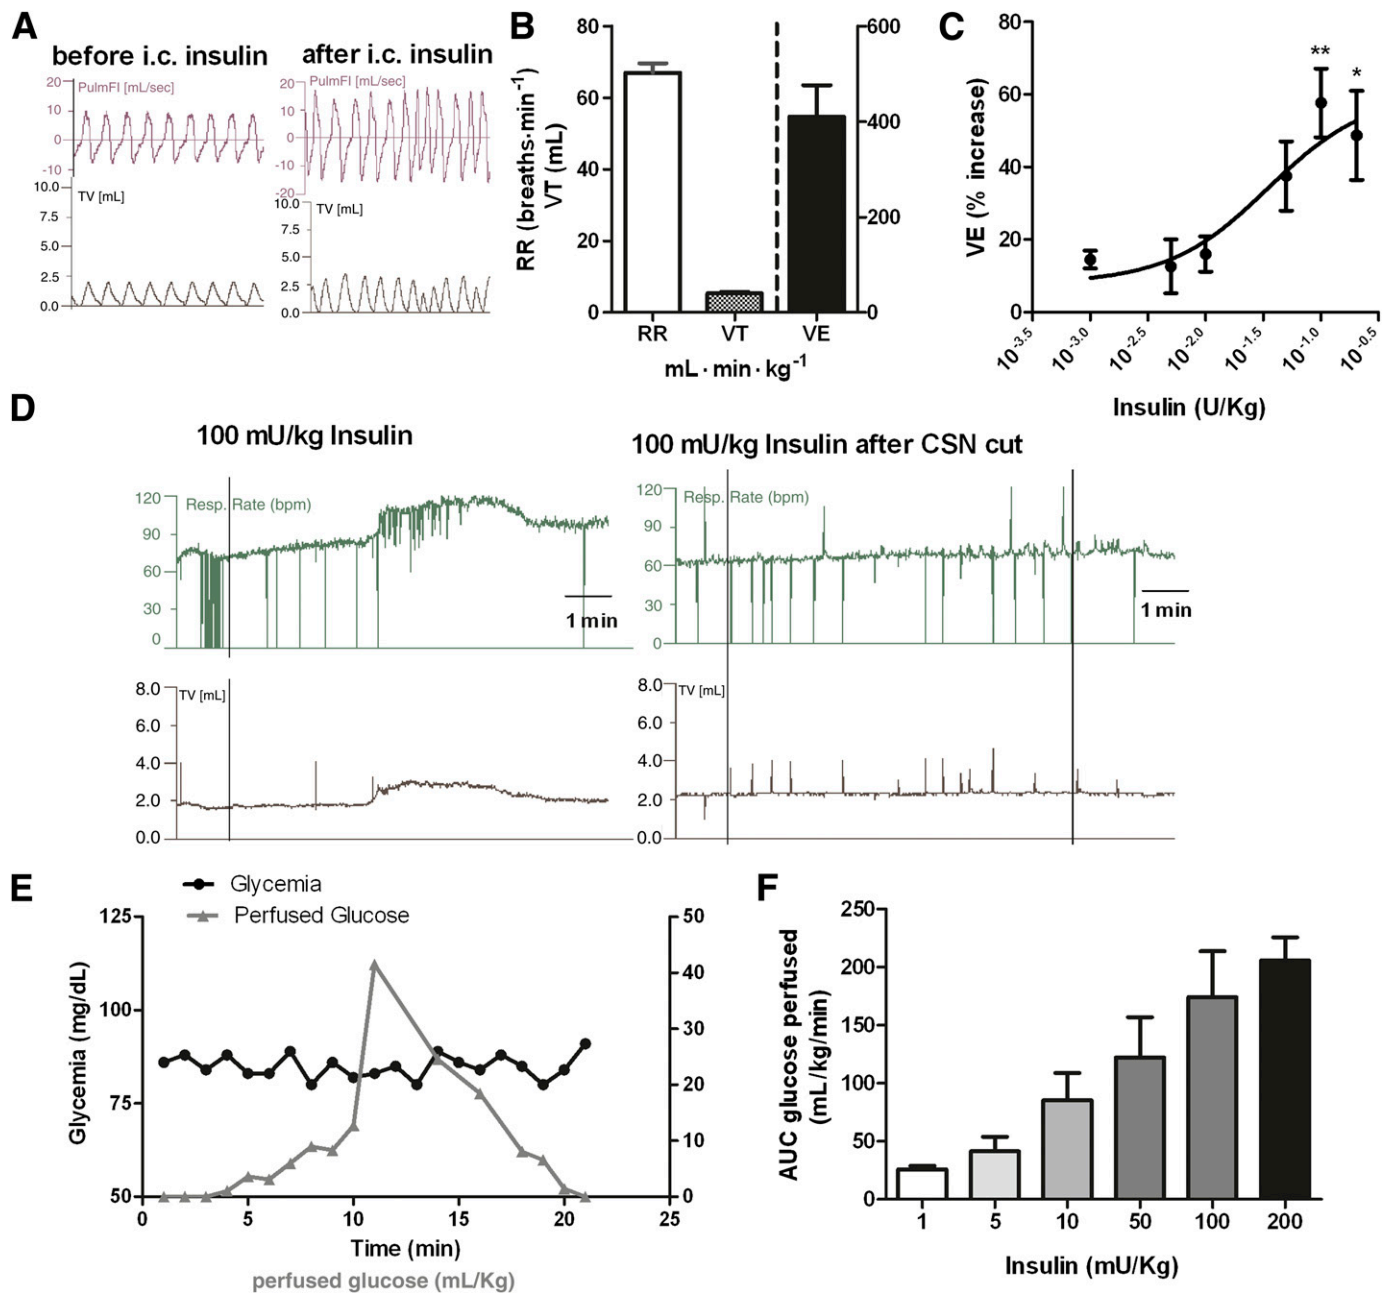 A
before i.c. insulin
after i.c. insulin
PulmFl [mL/sec]
20
10
0
-10
PulmFl [mL/sec]
20
10
0
-10
-20
TV [mL]
10.0
7.5
5.0
2.5
0.0
TV [mL]
10.0
7.5
5.0
2.5
0.0
B
RR (breaths·min-1)
VT (mL)
80
60
40
20
0
600
400
200
0
RR
VT
VE
mL·min·kg-1
C
VE (% increase)
80
60
40
20
0
**
*
10-3.5
10-3.0
10-2.5
10-2.0
10-1.5
10-1.0
10-0.5
Insulin (U/Kg)
D
100 mU/kg Insulin
100 mU/kg Insulin after CSN cut
Resp. Rate (bpm)
120
90
60
30
0
1 min
Resp. Rate (bpm)
120
90
60
30
0
1 min
TV [mL]
8.0
6.0
4.0
2.0
0.0
TV [mL]
8.0
6.0
4.0
2.0
0.0
E
Glycemia
Perfused Glucose
Glycemia (mg/dL)
125
100
75
50
50
40
30
20
10
0
0
5
10
15
20
25
Time (min)
perfused glucose (mL/Kg)
F
AUC glucose perfused
(mL/kg/min)
250
200
150
100
50
0
1
5
10
50
100
200
Insulin (mU/Kg)